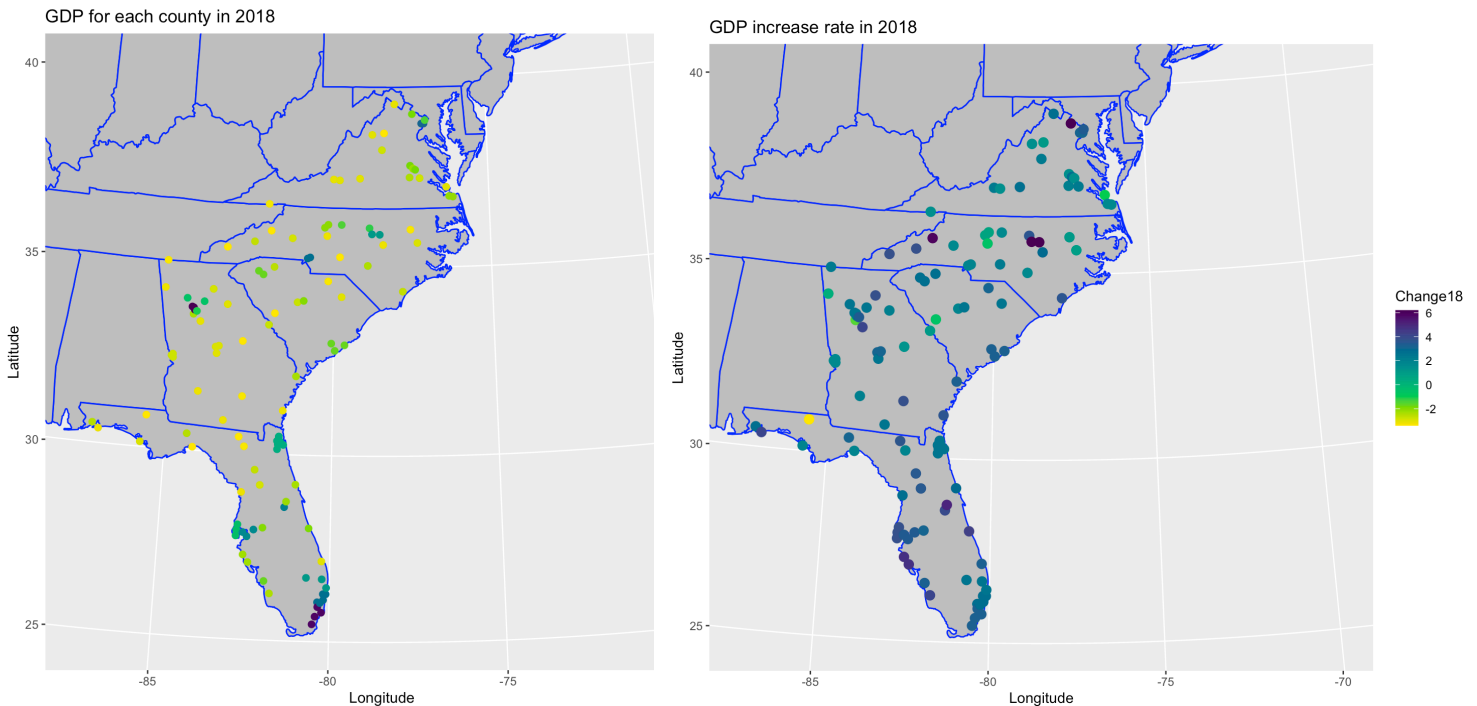 GDP for each county in 2018
40
35
30
25
-85
-80
-75
Latitude
Longitude
GDP increase rate in 2018
40
35
30
25
-85
-80
-75
-70
Latitude
Longitude
Change18
6
4
2
0
-2